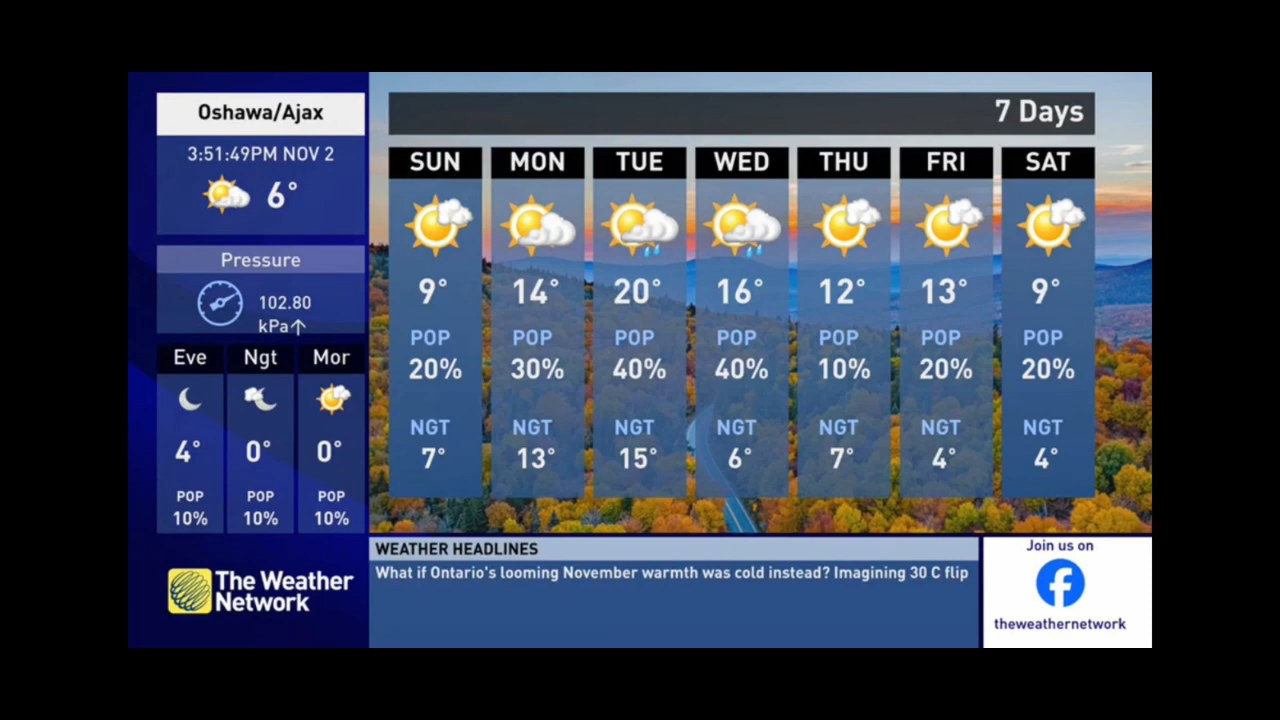 Oshawa/Ajax
3:51:49PM NOV 2
6°
Pressure
102.80
kPa↑
Eve Ngt Mor
4° 0° 0°
POP POP POP
10% 10% 10%
The Weather
Network
7 Days
SUN MON TUE WED THU FRI SAT
9° 14° 20° 16° 12° 13° 9°
POP POP POP POP POP POP POP
20% 30% 40% 40% 10% 20% 20%
NGT NGT NGT NGT NGT NGT NGT
7° 13° 15° 6° 7° 4° 4°
WEATHER HEADLINES
What if Ontario's looming November warmth was cold instead? Imagining 30 C flip
Join us on
theweathernetwork